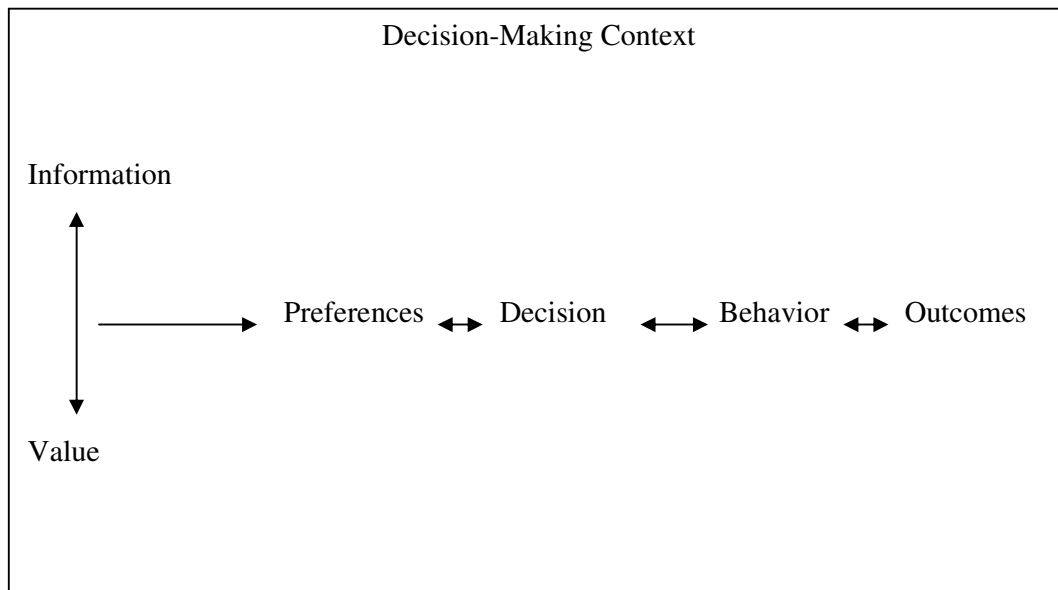 Decision-Making Context
Information
Preferences Decision Behavior Outcomes
Value